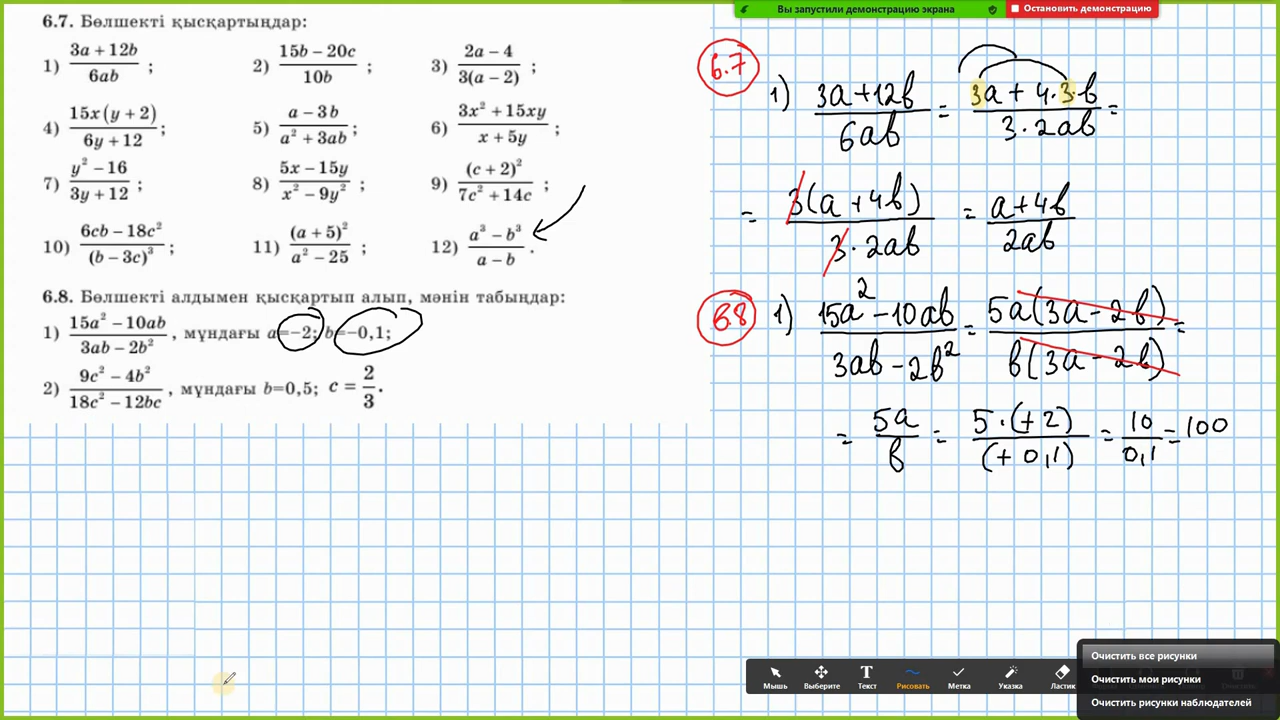 Вы запустили демонстрацию экрана
Остановить демонстрацию
6.7. Бөлшекті қысқартыңдар:
1) (3a + 12b)/(6ab) ; 2) (15b − 20c)/(10b) ; 3) (2a − 4)/(3(a − 2)) ;
4) (15x(y + 2))/(6y + 12) ; 5) (a − 3b)/(a² + 3ab) ; 6) (3x² + 15xy)/(x + 5y) ;
7) (y² − 16)/(3y + 12) ; 8) (5x − 15y)/(x² − 9y²) ; 9) (c + 2)²/(7c² + 14c) ;
10) (6cb − 18c²)/(b − 3c)³ ; 11) (a + 5)²/(a² − 25) ; 12) (a³ − b³)/(a − b) .
6.8. Бөлшекті алдымен қысқартып алып, мәнін табыңдар:
1) (15a² − 10ab)/(3ab − 2b²) , мұндағы a=−2; b=−0,1;
2) (9c² − 4b²)/(18c² − 12bc) , мұндағы b=0,5; c = 2/3.
6.7
1) (3a+12b)/(6ab) = (3a + 4·3·b)/(3·2ab) =
= (3(a+4b))/(3·2ab) = (a+4b)/(2ab)
6.8 1) (15a² − 10ab)/(3ab − 2b²) = (5a(3a − 2b))/(b(3a − 2b)) =
= 5a/b = (5·(+2))/(+0,1) = 10/0,1 = 100
Очистить все рисунки
Очистить мои рисунки
Очистить рисунки наблюдателей
Мышь Выберите Текст Рисовать Метка Указка Ластик